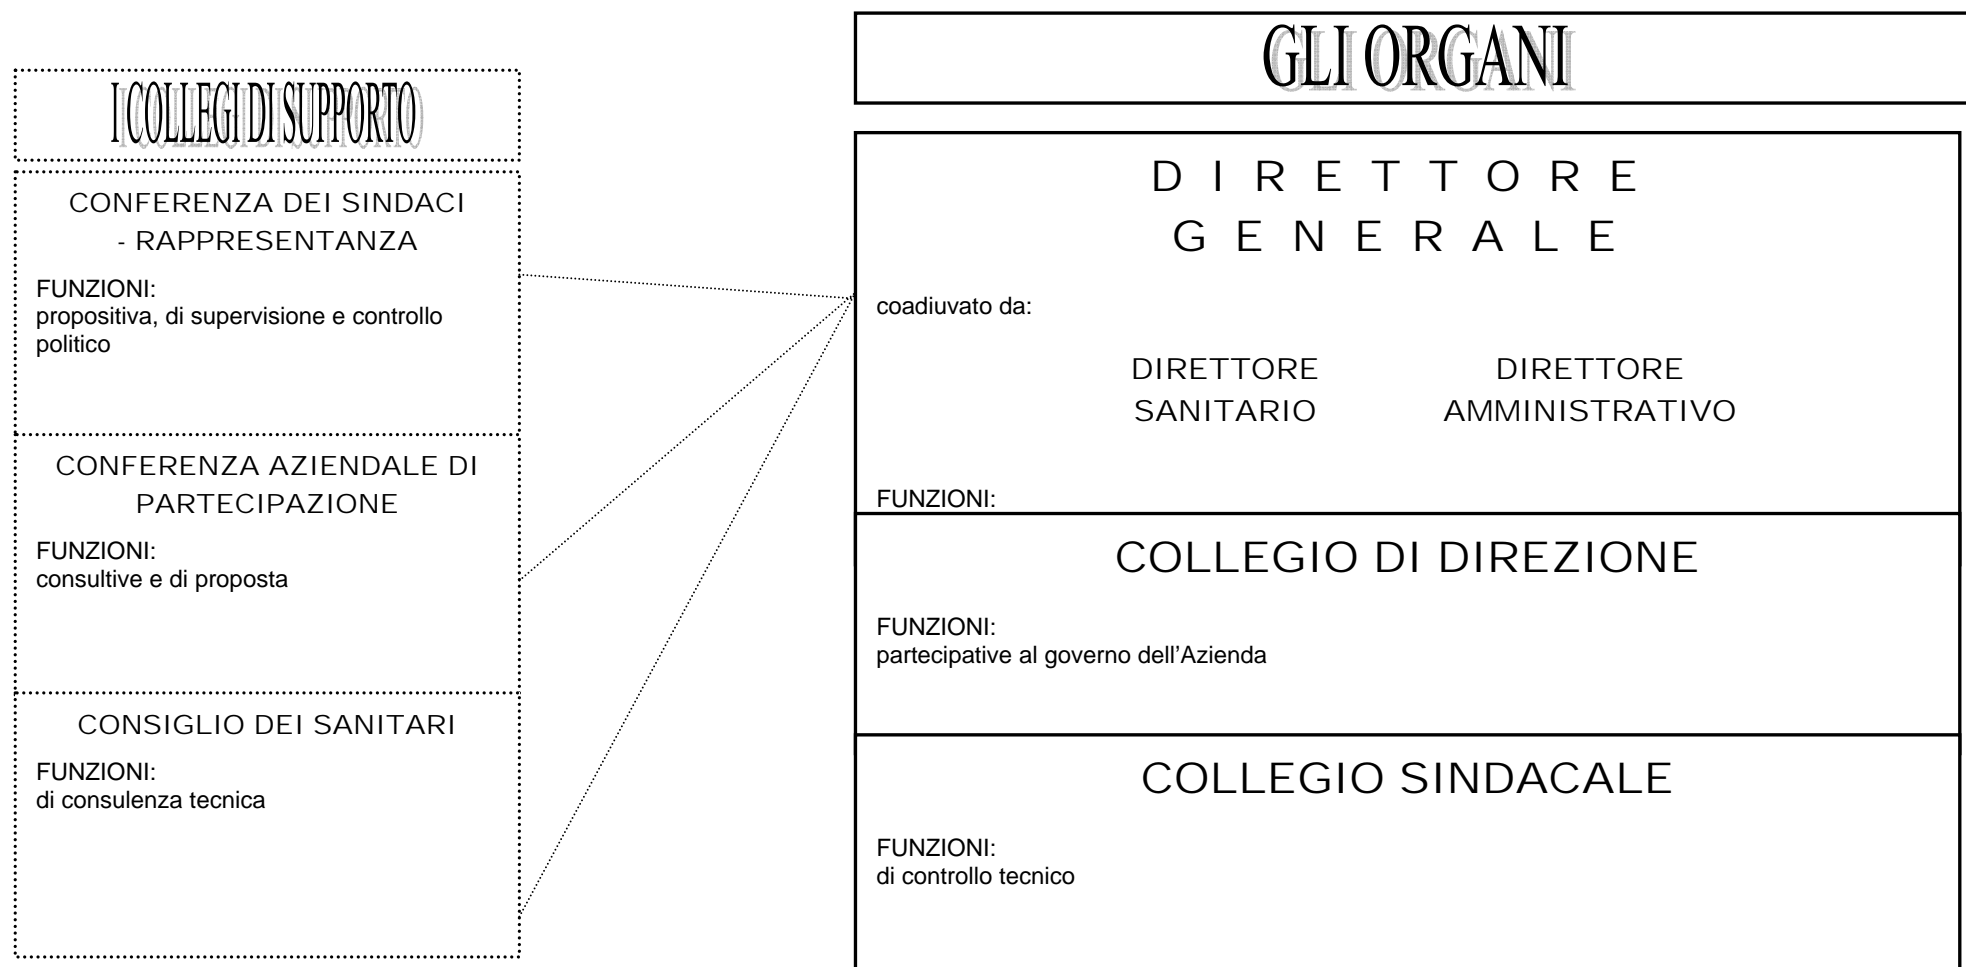 I COLLEGI DI SUPPORTO
CONFERENZA DEI SINDACI
- RAPPRESENTANZA
FUNZIONI:
propositiva, di supervisione e controllo
politico
CONFERENZA AZIENDALE DI
PARTECIPAZIONE
FUNZIONI:
consultive e di proposta
CONSIGLIO DEI SANITARI
FUNZIONI:
di consulenza tecnica
GLI ORGANI
DIRETTORE
GENERALE
coadiuvato da:
DIRETTORE
SANITARIO
DIRETTORE
AMMINISTRATIVO
FUNZIONI:
COLLEGIO DI DIREZIONE
FUNZIONI:
partecipative al governo dell’Azienda
COLLEGIO SINDACALE
FUNZIONI:
di controllo tecnico